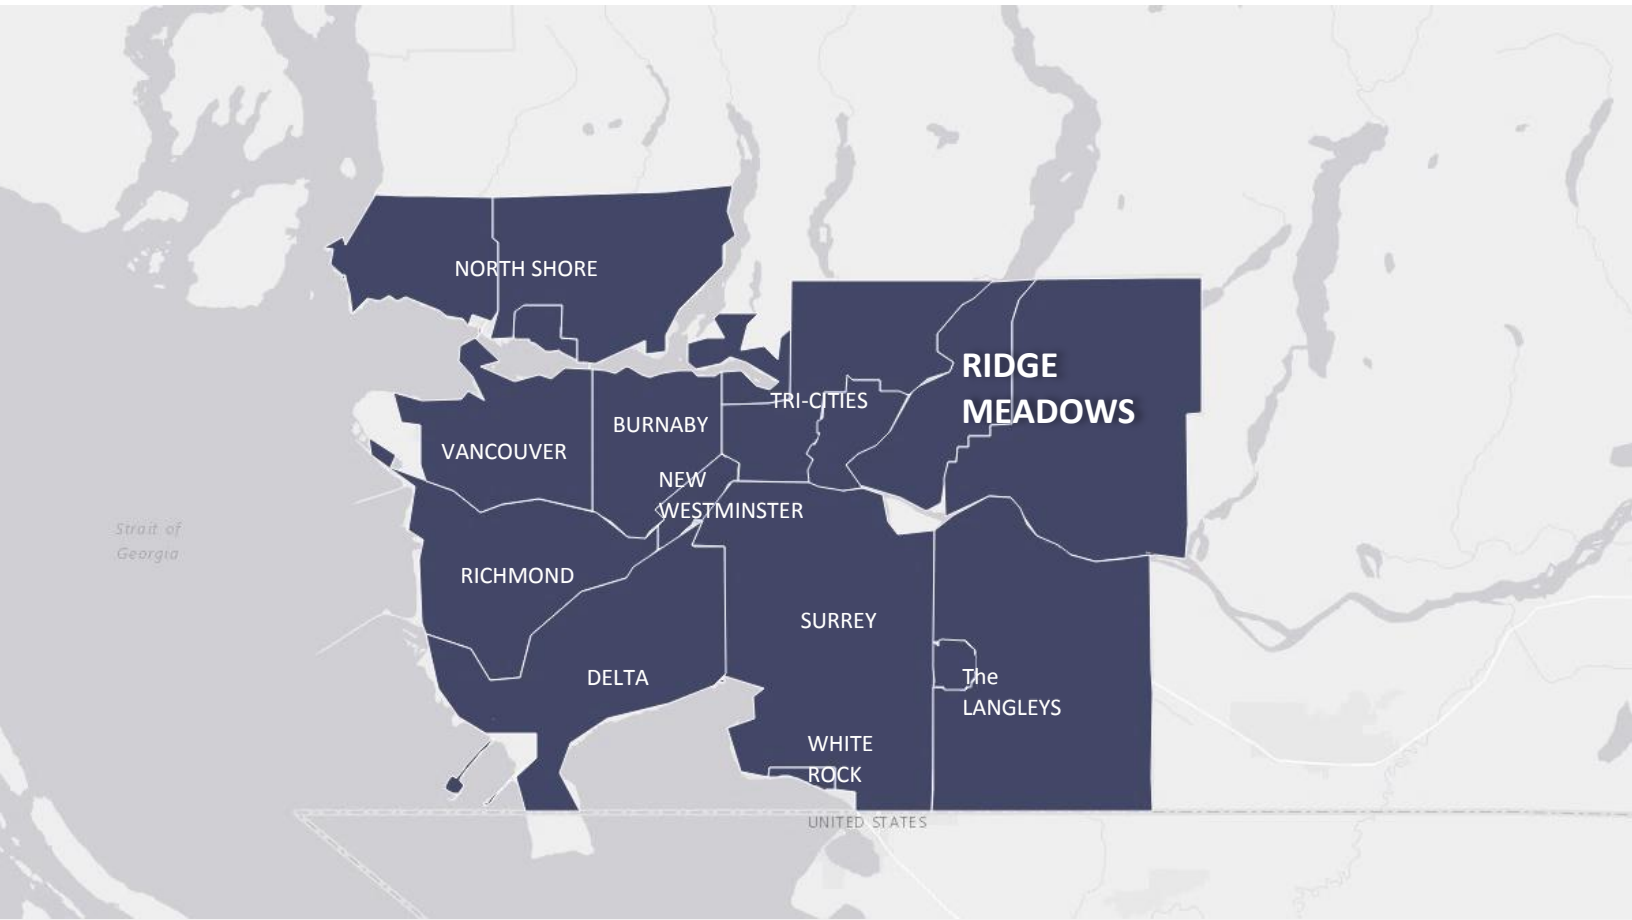 NORTH SHORE
RIDGE
MEADOWS
TRI-CITIES
BURNABY
VANCOUVER
NEW
WESTMINSTER
Strait of
Georgia
RICHMOND
SURREY
DELTA
The
LANGLEYS
WHITE
ROCK
UNITED STATES